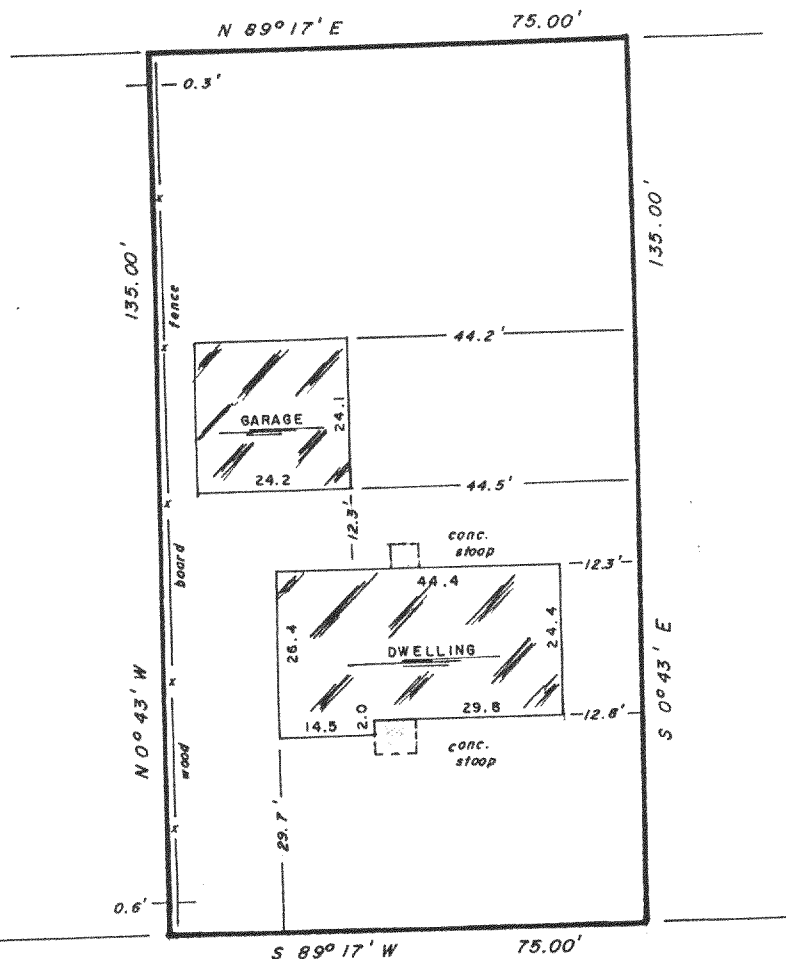 N 89° 17' E 75.00'
0.3'
135.00'
135.00'
fence
44.2'
GARAGE
24.1
24.2
44.5'
12.3'
conc.
stoop
12.3'
44.4
board
26.4
24.4
DWELLING
S 0° 43' E
N 0° 43' W
29.8
12.8'
14.5
2.0
conc.
stoop
wood
29.7'
0.6'
S 89° 17' W 75.00'